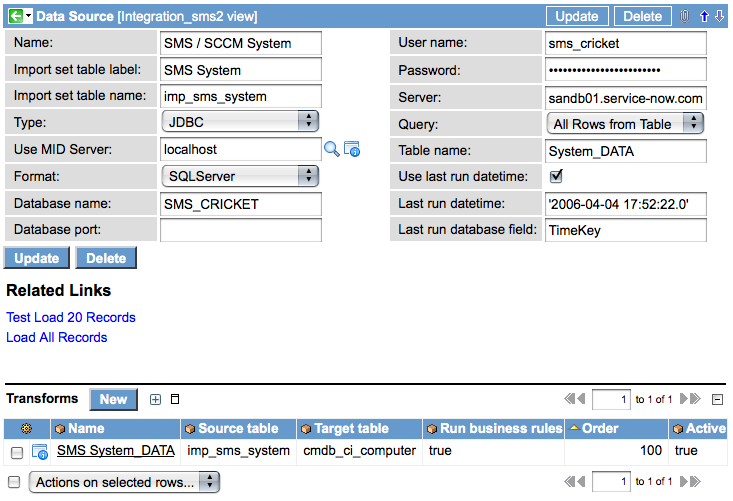 Data Source [Integration_sms2 view] Update Delete
Name: SMS / SCCM System User name: sms_cricket
Import set table label: SMS System Password: •••••••••••••••••••••••
Import set table name: imp_sms_system Server: sandb01.service-now.com
Type: JDBC Query: All Rows from Table
Use MID Server: localhost Table name: System_DATA
Format: SQLServer Use last run datetime:
Database name: SMS_CRICKET Last run datetime: '2006-04-04 17:52:22.0'
Database port: Last run database field: TimeKey
Update Delete
Related Links
Test Load 20 Records
Load All Records
Transforms New 1 to 1 of 1
Name Source table Target table Run business rules Order Active
SMS System_DATA imp_sms_system cmdb_ci_computer true 100 true
Actions on selected rows... 1 to 1 of 1